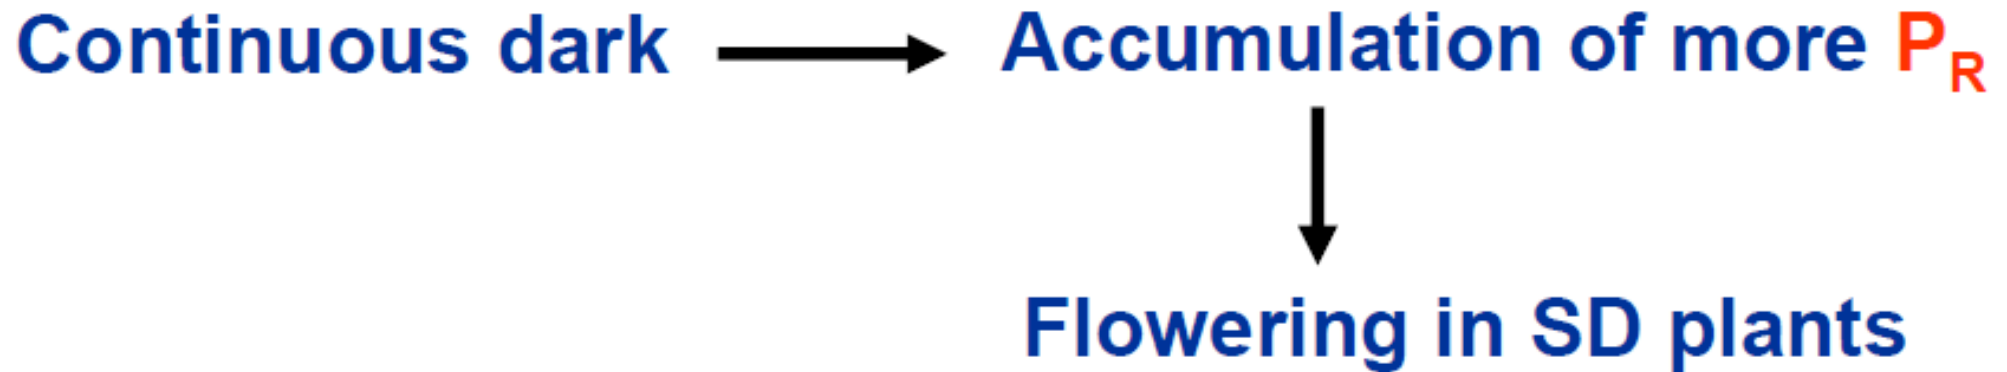 Continuous dark
Accumulation of more PR
Flowering in SD plants